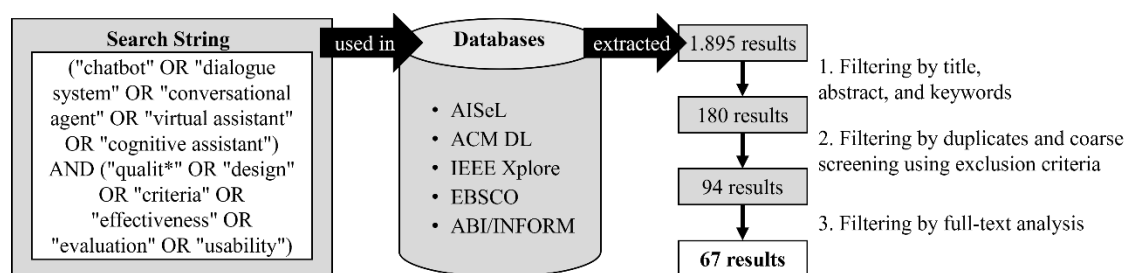 Search String
("chatbot" OR "dialogue
system" OR "conversational
agent" OR "virtual assistant"
OR "cognitive assistant")
AND ("qualit*" OR "design"
OR "criteria" OR
"effectiveness" OR
"evaluation" OR "usability")
used in
Databases
• AISeL
• ACM DL
• IEEE Xplore
• EBSCO
• ABI/INFORM
extracted
1.895 results
1. Filtering by title,
abstract, and keywords
180 results
2. Filtering by duplicates and coarse
screening using exclusion criteria
94 results
3. Filtering by full-text analysis
67 results